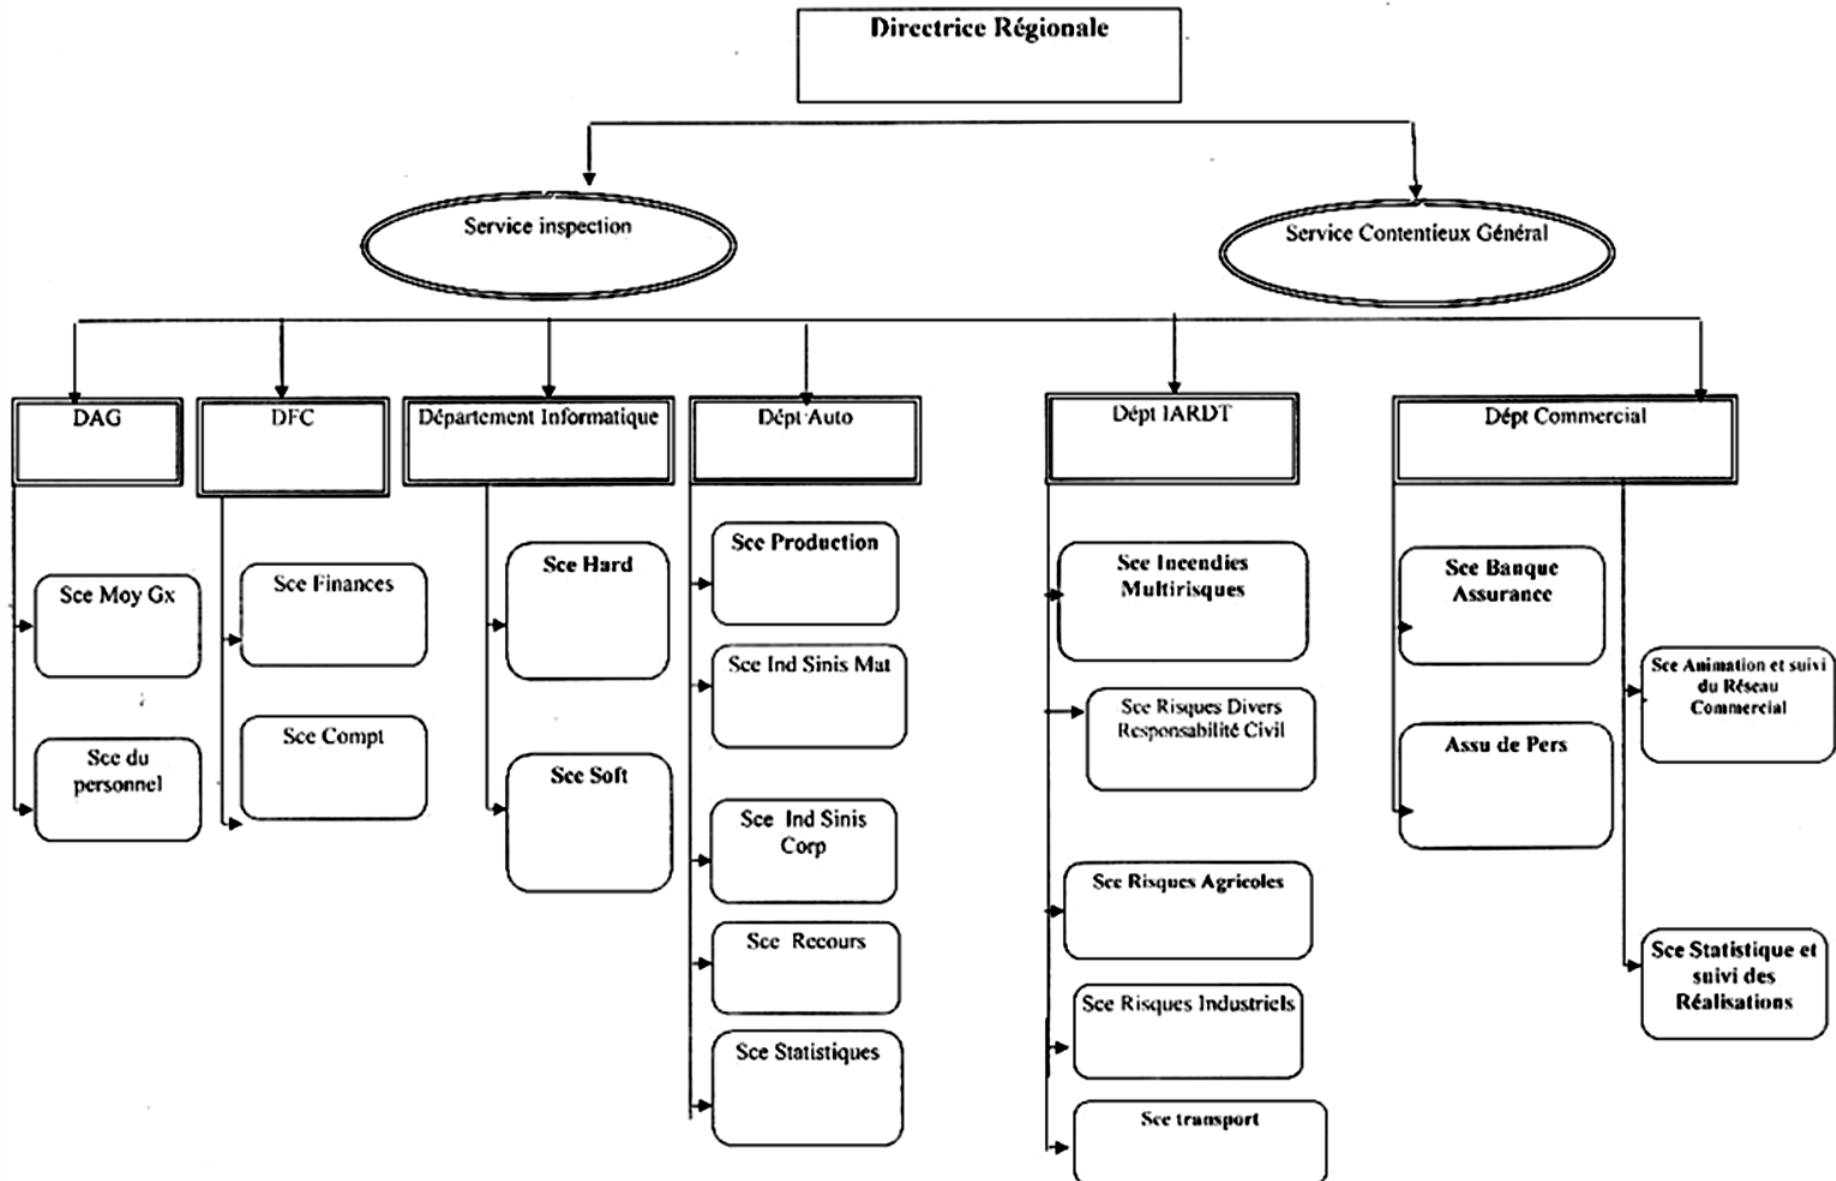 Directrice Régionale
Service inspection
Service Contentieux Général
DAG
DFC
Département Informatique
Dépt Auto
Dépt IARDT
Dépt Commercial
Sce Moy Gx
Sce du
personnel
Sce Finances
Sce Compt
Sce Hard
Sce Soft
Sce Production
Sce Ind Sinis Mat
Sce Ind Sinis
Corp
Sce Recours
Sce Statistiques
Sce Incendies
Multirisques
Sce Risques Divers
Responsabilité Civil
Sce Risques Agricoles
Sce Risques Industriels
Sce transport
Sce Banque
Assurance
Assu de Pers
Sce Animation et suivi
du Réseau
Commercial
Sce Statistique et
suivi des
Réalisations